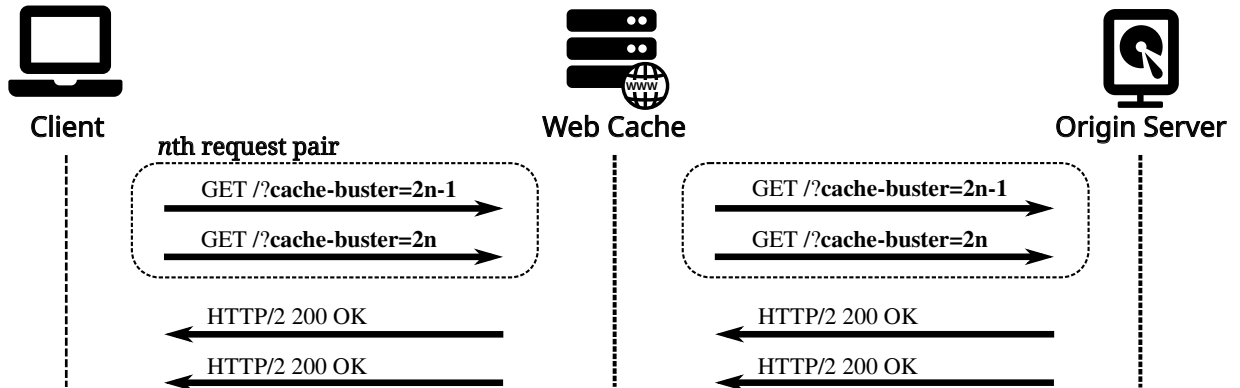 www
Client
Web Cache
Origin Server
nth request pair
GET /?cache-buster=2n-1
GET /?cache-buster=2n-1
GET /?cache-buster=2n
GET /?cache-buster=2n
HTTP/2 200 OK
HTTP/2 200 OK
HTTP/2 200 OK
HTTP/2 200 OK